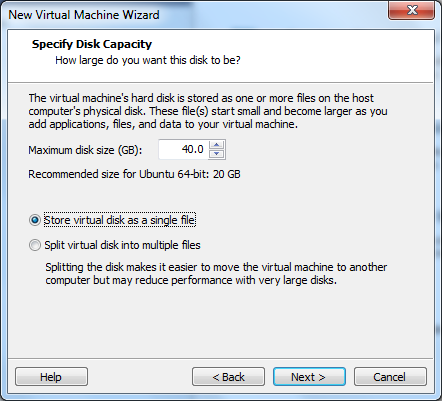 New Virtual Machine Wizard
Specify Disk Capacity
How large do you want this disk to be?
The virtual machine's hard disk is stored as one or more files on the host
computer's physical disk. These file(s) start small and become larger as you
add applications, files, and data to your virtual machine.
Maximum disk size (GB): 40.0
Recommended size for Ubuntu 64-bit: 20 GB
Store virtual disk as a single file
Split virtual disk into multiple files
Splitting the disk makes it easier to move the virtual machine to another
computer but may reduce performance with very large disks.
Help < Back Next > Cancel